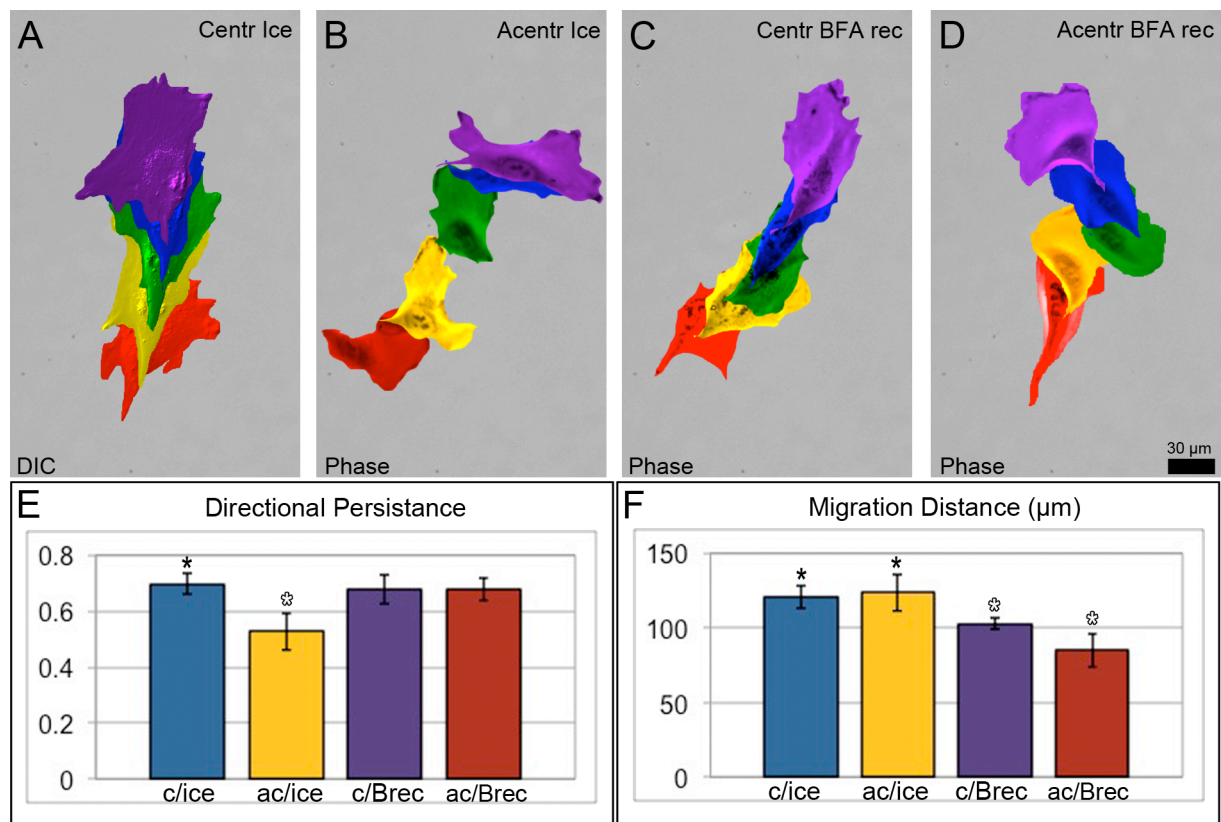 A
Centr Ice
DIC
B
Acentr Ice
Phase
C
Centr BFA rec
Phase
D
Acentr BFA rec
Phase
30 µm
E
Directional Persistance
0.8
0.6
0.4
0.2
0
*
*
c/ice
ac/ice
c/Brec
ac/Brec
F
Migration Distance (µm)
150
100
50
0
*
*
*
*
c/ice
ac/ice
c/Brec
ac/Brec